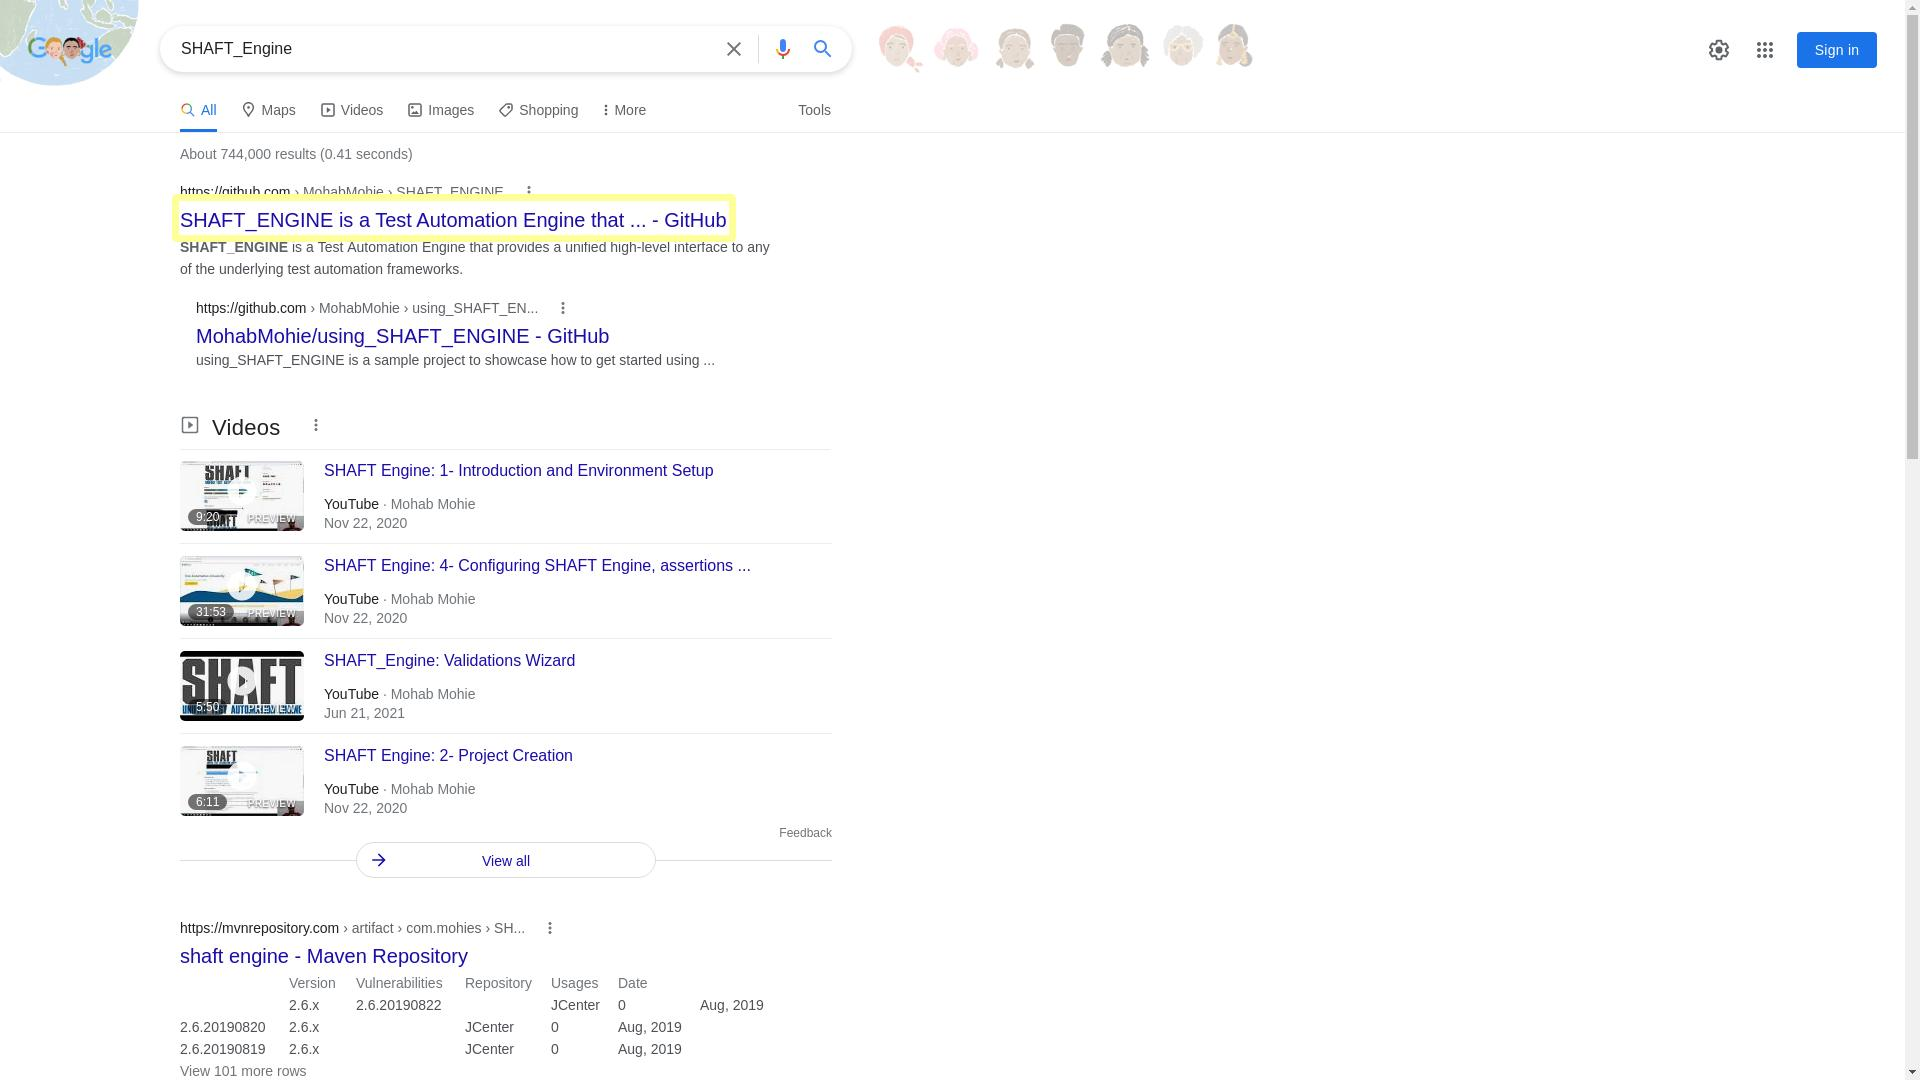 Google
SHAFT_Engine
Sign in
All
Maps
Videos
Images
Shopping
More
Tools
About 744,000 results (0.41 seconds)
https://github.com › MohabMohie › SHAFT_ENGINE
SHAFT_ENGINE is a Test Automation Engine that ... - GitHub
SHAFT_ENGINE is a Test Automation Engine that provides a unified high-level interface to any
of the underlying test automation frameworks.
https://github.com › MohabMohie › using_SHAFT_EN...
MohabMohie/using_SHAFT_ENGINE - GitHub
using_SHAFT_ENGINE is a sample project to showcase how to get started using ...
Videos
SHAFT
9:20
PREVIEW
SHAFT Engine: 1- Introduction and Environment Setup
YouTube · Mohab Mohie
Nov 22, 2020
31:53
PREVIEW
SHAFT Engine: 4- Configuring SHAFT Engine, assertions ...
YouTube · Mohab Mohie
Nov 22, 2020
SHAFT
5:50
PREVIEW
SHAFT_Engine: Validations Wizard
YouTube · Mohab Mohie
Jun 21, 2021
SHAFT
6:11
PREVIEW
SHAFT Engine: 2- Project Creation
YouTube · Mohab Mohie
Nov 22, 2020
Feedback
View all
https://mvnrepository.com › artifact › com.mohies › SH...
shaft engine - Maven Repository
Version Vulnerabilities Repository Usages Date
2.6.x 2.6.20190822 JCenter 0 Aug, 2019
2.6.20190820 2.6.x JCenter 0 Aug, 2019
2.6.20190819 2.6.x JCenter 0 Aug, 2019
View 101 more rows